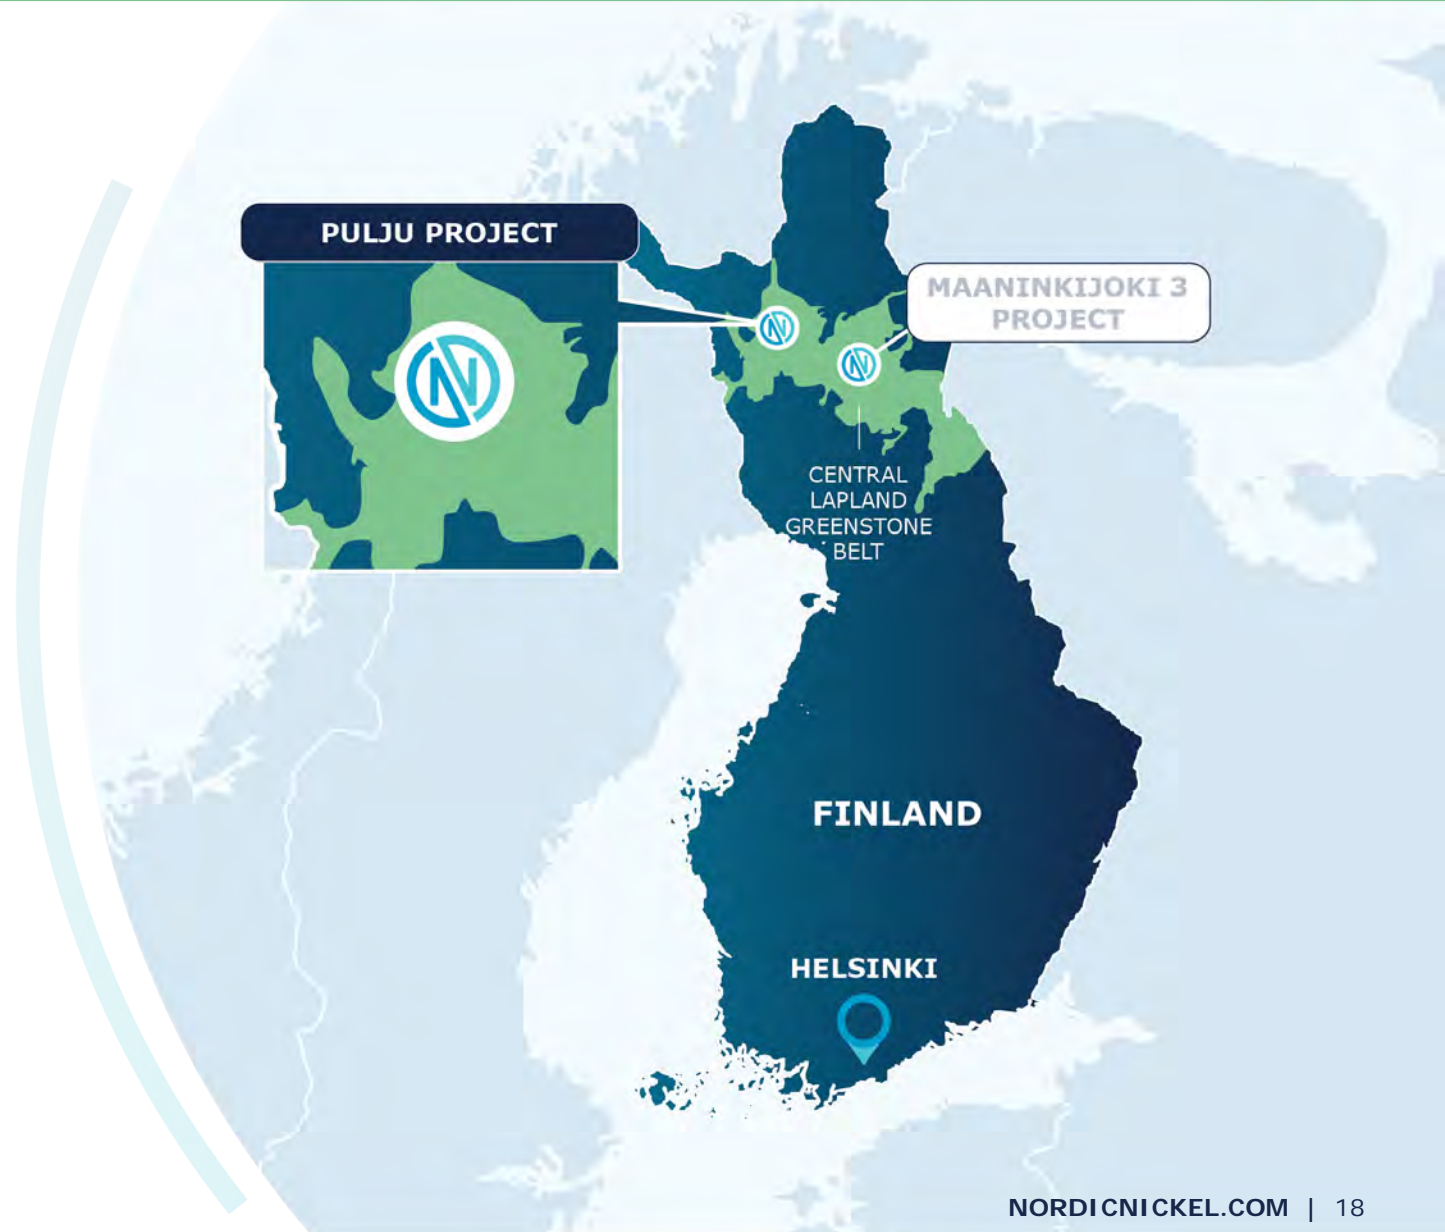 PULJU PROJECT
MAANINKIJOKI 3
PROJECT
CENTRAL
LAPLAND
GREENSTONE
BELT
FINLAND
HELSINKI
NORDICNICKEL.COM | 18